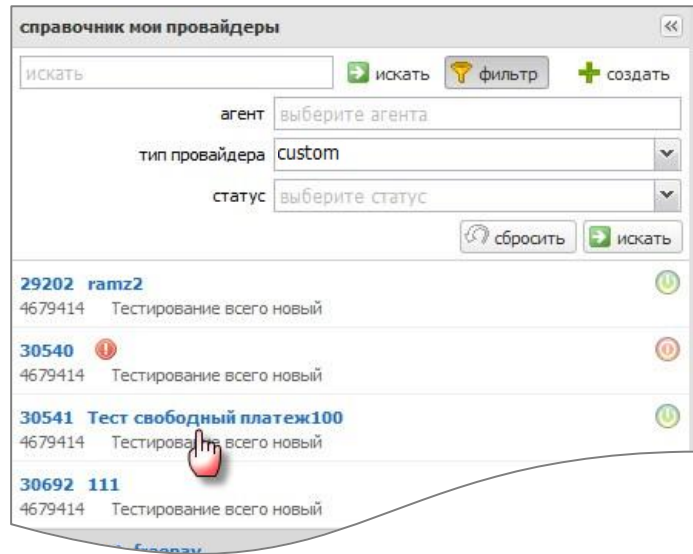 справочник мои провайдеры
искать искать фильтр создать
агент выберите агента
тип провайдера custom
статус выберите статус
сбросить искать
29202 ramz2
4679414 Тестирование всего новый
30540
4679414 Тестирование всего новый
30541 Тест свободный платеж100
4679414 Тестирование всего новый
30692 111
4679414 Тестирование всего новый